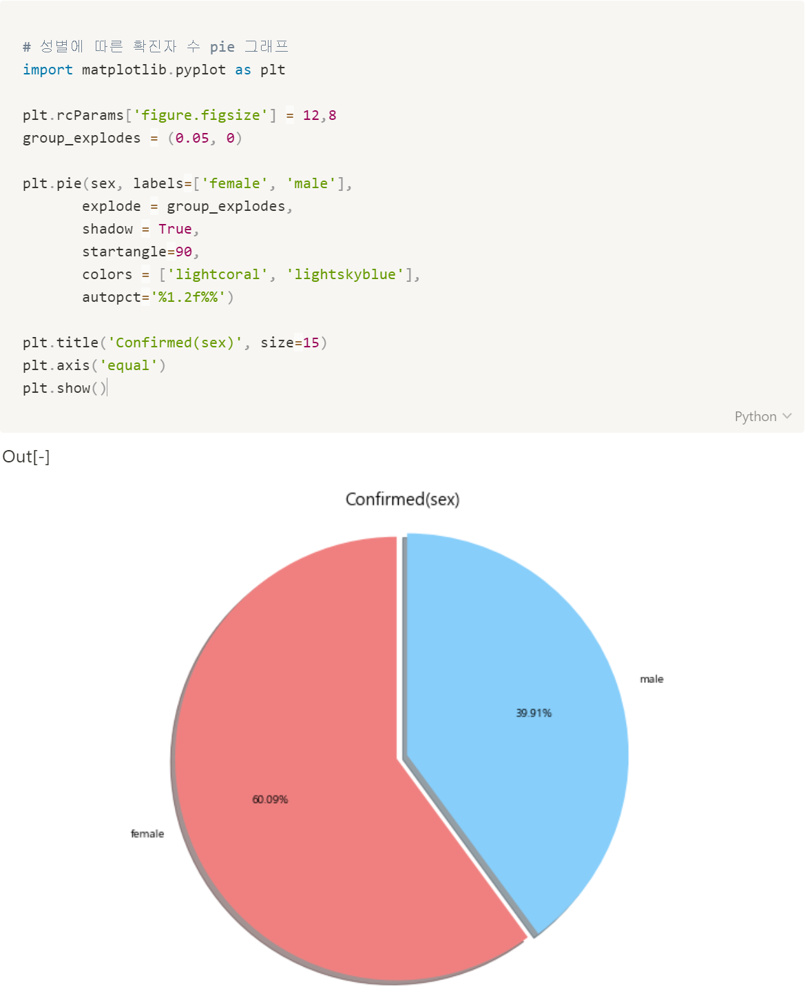 # 성별에 따른 확진자 수 pie 그래프
import matplotlib.pyplot as plt
plt.rcParams['figure.figsize'] = 12,8
group_explodes = (0.05, 0)
plt.pie(sex, labels=['female', 'male'],
explode = group_explodes,
shadow = True,
startangle=90,
colors = ['lightcoral', 'lightskyblue'],
autopct='%1.2f%%')
plt.title('Confirmed(sex)', size=15)
plt.axis('equal')
plt.show()
Python
Out[-]
Confirmed(sex)
male
39.91%
60.09%
female